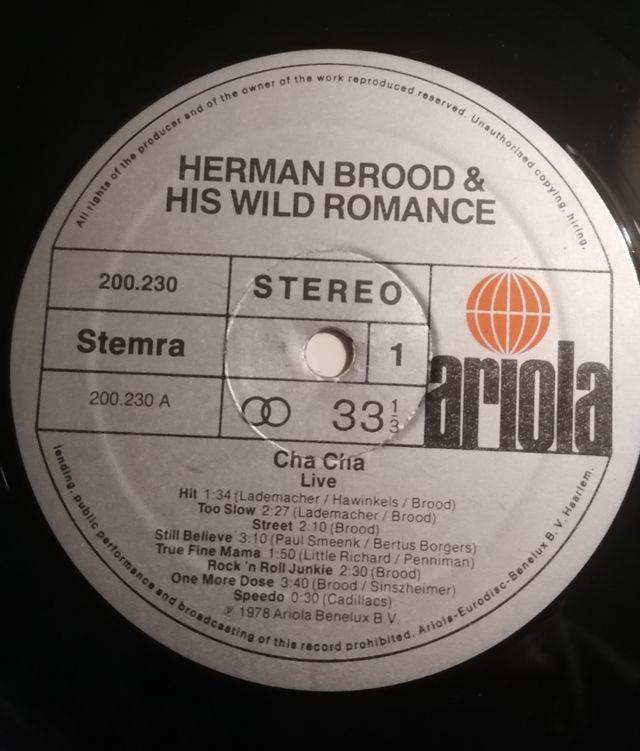 All rights of the producer and of the owner of the work reproduced reserved. Unauthorised copying, hiring,
HERMAN BROOD &
HIS WILD ROMANCE
200.230
STEREO
Stemra
1
ariola
200.230 A
33 1/3
Cha Cha
Live
Hit 1:34 (Lademacher / Hawinkels / Brood)
Too Slow 2:27 (Lademacher / Brood)
Street 2:10 (Brood)
Still Believe 3:10 (Paul Smeenk / Bertus Borgers)
True Fine Mama 1:50 (Little Richard / Penniman)
Rock 'n Roll Junkie 2:30 (Brood)
One More Dose 3:40 (Brood / Sinszheimer)
Speedo 0:30 (Cadillacs)
℗ 1978 Ariola Benelux B.V.
lending, public performance and broadcasting of this record prohibited. Ariola-Eurodisc-Benelux B.V. Haarlem.